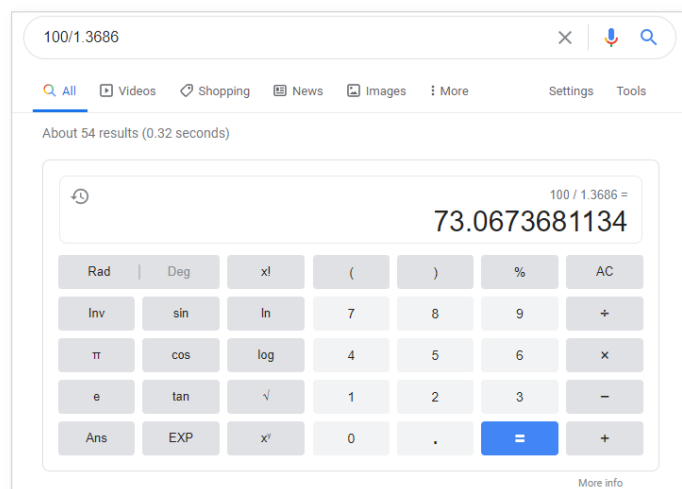 100/1.3686
All Videos Shopping News Images More Settings Tools
About 54 results (0.32 seconds)
100 / 1.3686 =
73.0673681134
Rad | Deg x! ( ) % AC
Inv sin ln 7 8 9 ÷
π cos log 4 5 6 ×
e tan √ 1 2 3 −
Ans EXP xʸ 0 . = +
More info